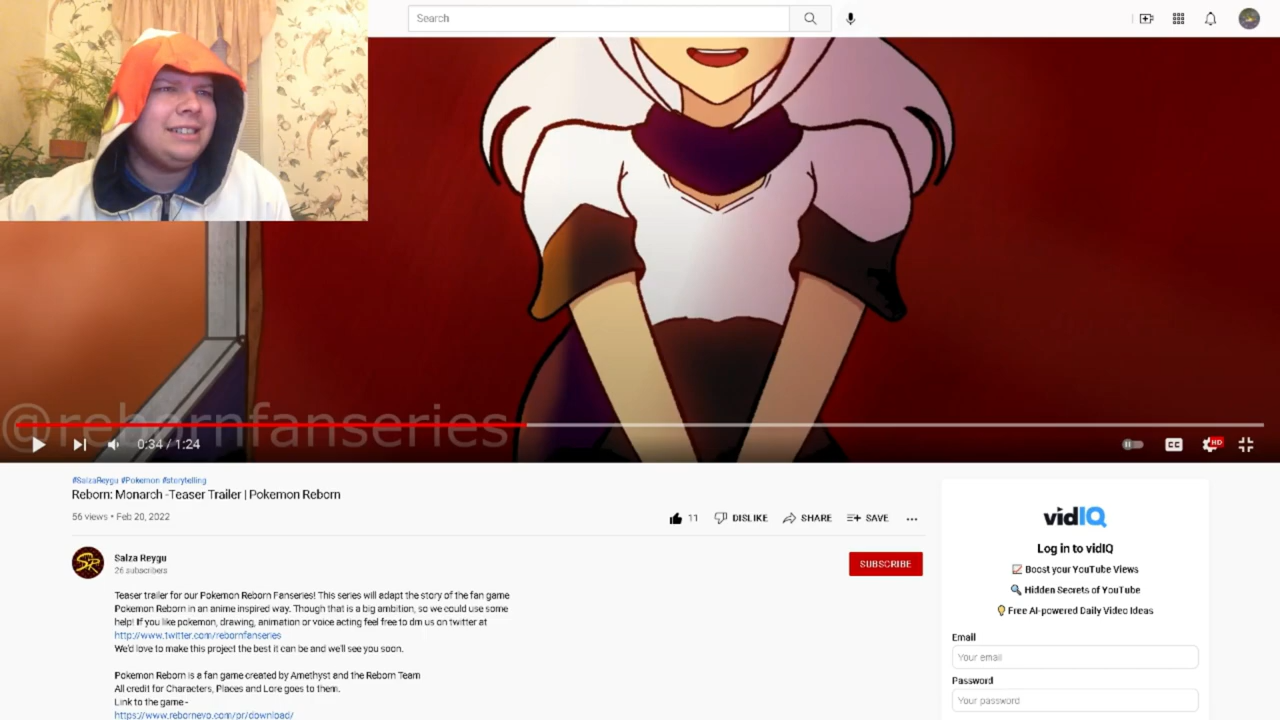 Search
@rebornfanseries
0:34 / 1:24
CC
HD
#SalzaReygu #Pokemon #storytelling
Reborn: Monarch -Teaser Trailer | Pokemon Reborn
56 views • Feb 20, 2022
11 DISLIKE SHARE SAVE
SR
Salza Reygu
26 subscribers
SUBSCRIBE
Teaser trailer for our Pokemon Reborn Fanseries! This series will adapt the story of the fan game
Pokemon Reborn in an anime inspired way. Though that is a big ambition, so we could use some
help! If you like pokemon, drawing, animation or voice acting feel free to dm us on twitter at
http://www.twitter.com/rebornfanseries
We'd love to make this project the best it can be and we'll see you soon.
Pokemon Reborn is a fan game created by Amethyst and the Reborn Team
All credit for Characters, Places and Lore goes to them.
Link to the game -
https://www.rebornevo.com/pr/download/
vidIQ
Log in to vidIQ
Boost your YouTube Views
Hidden Secrets of YouTube
Free AI-powered Daily Video Ideas
Email
Your email
Password
Your password